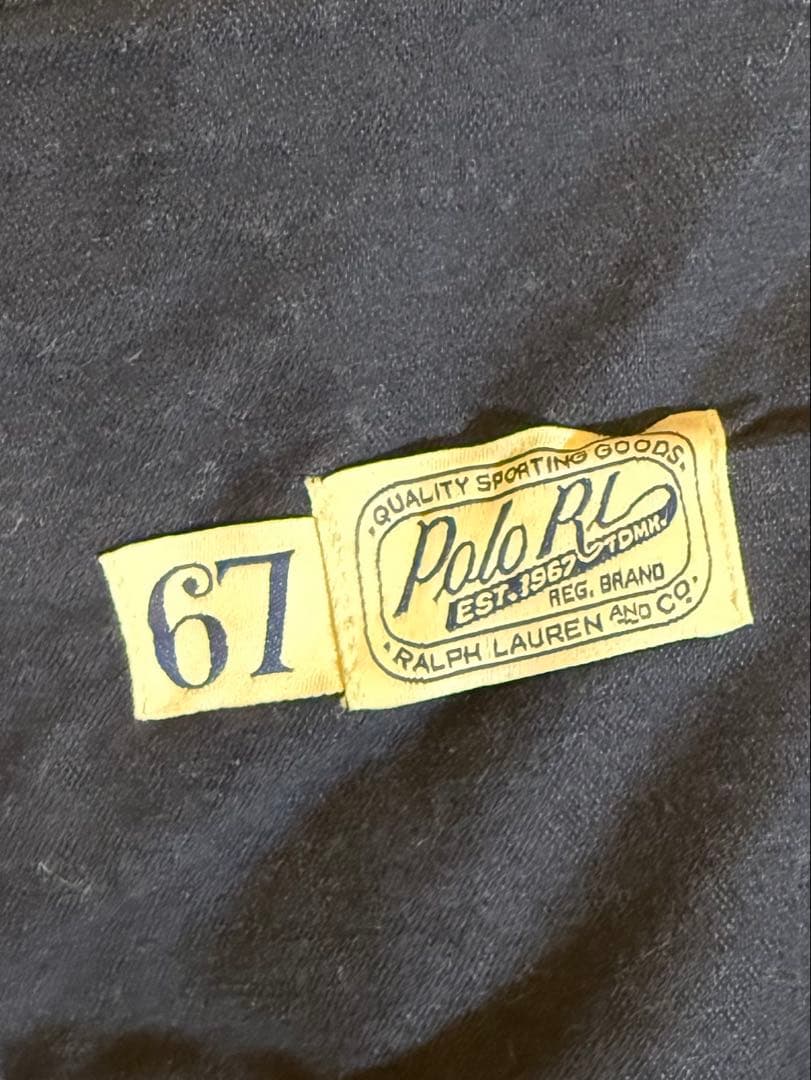 67
QUALITY SPORTING GOODS
Polo RL
EST. 1967 TDMK.
REG. BRAND
RALPH LAUREN AND CO.